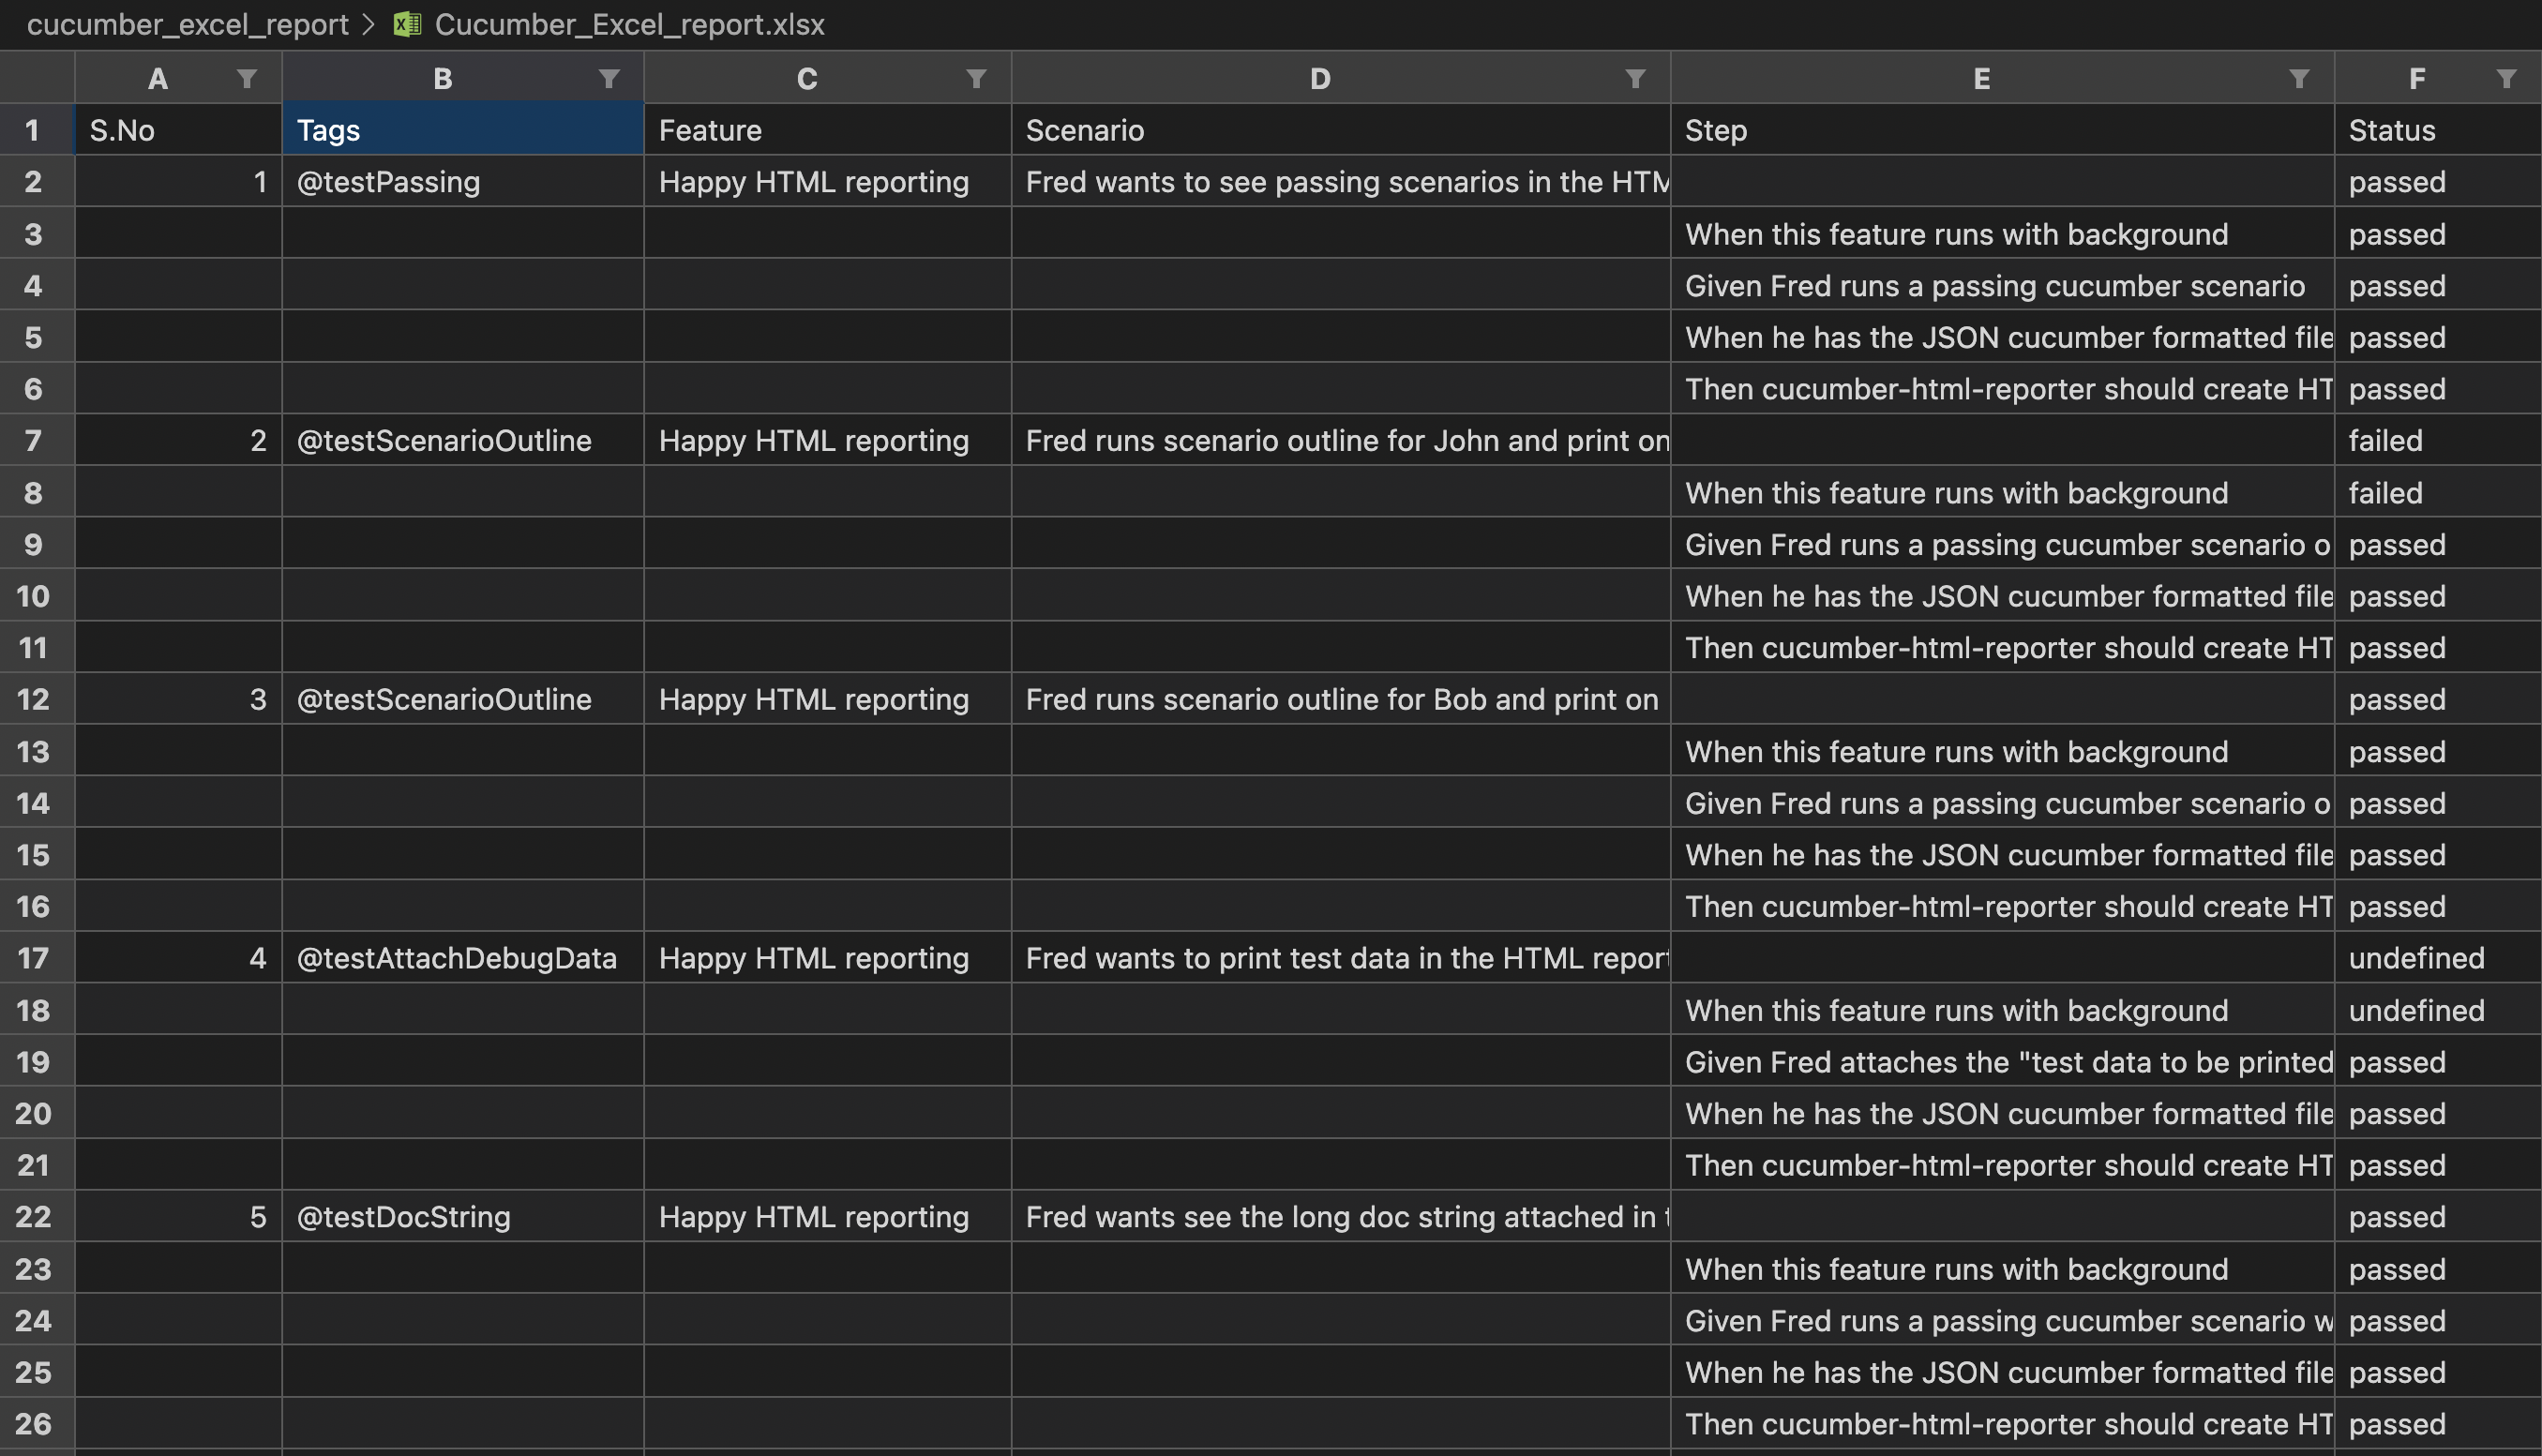 cucumber_excel_report > Cucumber_Excel_report.xlsx
A B C D E F
1 S.No Tags Feature Scenario Step Status
2 1 @testPassing Happy HTML reporting Fred wants to see passing scenarios in the HTM passed
3 When this feature runs with background passed
4 Given Fred runs a passing cucumber scenario passed
5 When he has the JSON cucumber formatted file passed
6 Then cucumber-html-reporter should create HT passed
7 2 @testScenarioOutline Happy HTML reporting Fred runs scenario outline for John and print on failed
8 When this feature runs with background failed
9 Given Fred runs a passing cucumber scenario o passed
10 When he has the JSON cucumber formatted file passed
11 Then cucumber-html-reporter should create HT passed
12 3 @testScenarioOutline Happy HTML reporting Fred runs scenario outline for Bob and print on passed
13 When this feature runs with background passed
14 Given Fred runs a passing cucumber scenario o passed
15 When he has the JSON cucumber formatted file passed
16 Then cucumber-html-reporter should create HT passed
17 4 @testAttachDebugData Happy HTML reporting Fred wants to print test data in the HTML report undefined
18 When this feature runs with background undefined
19 Given Fred attaches the "test data to be printed passed
20 When he has the JSON cucumber formatted file passed
21 Then cucumber-html-reporter should create HT passed
22 5 @testDocString Happy HTML reporting Fred wants see the long doc string attached in t passed
23 When this feature runs with background passed
24 Given Fred runs a passing cucumber scenario w passed
25 When he has the JSON cucumber formatted file passed
26 Then cucumber-html-reporter should create HT passed